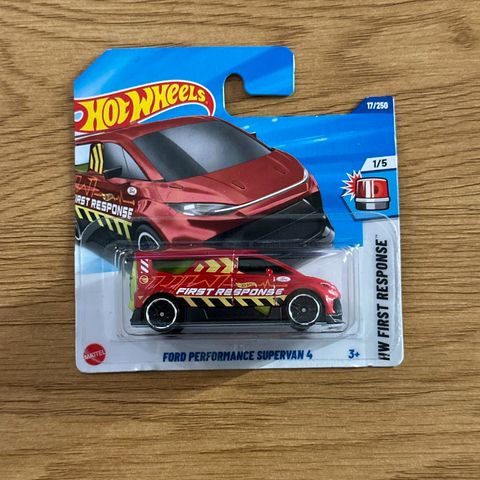 HOT WHEELS
17/250
1/5
FIRST RESPONSE
HW FIRST RESPONSE
FIRST RESPONSE
MATTEL
FORD PERFORMANCE SUPERVAN 4
3+